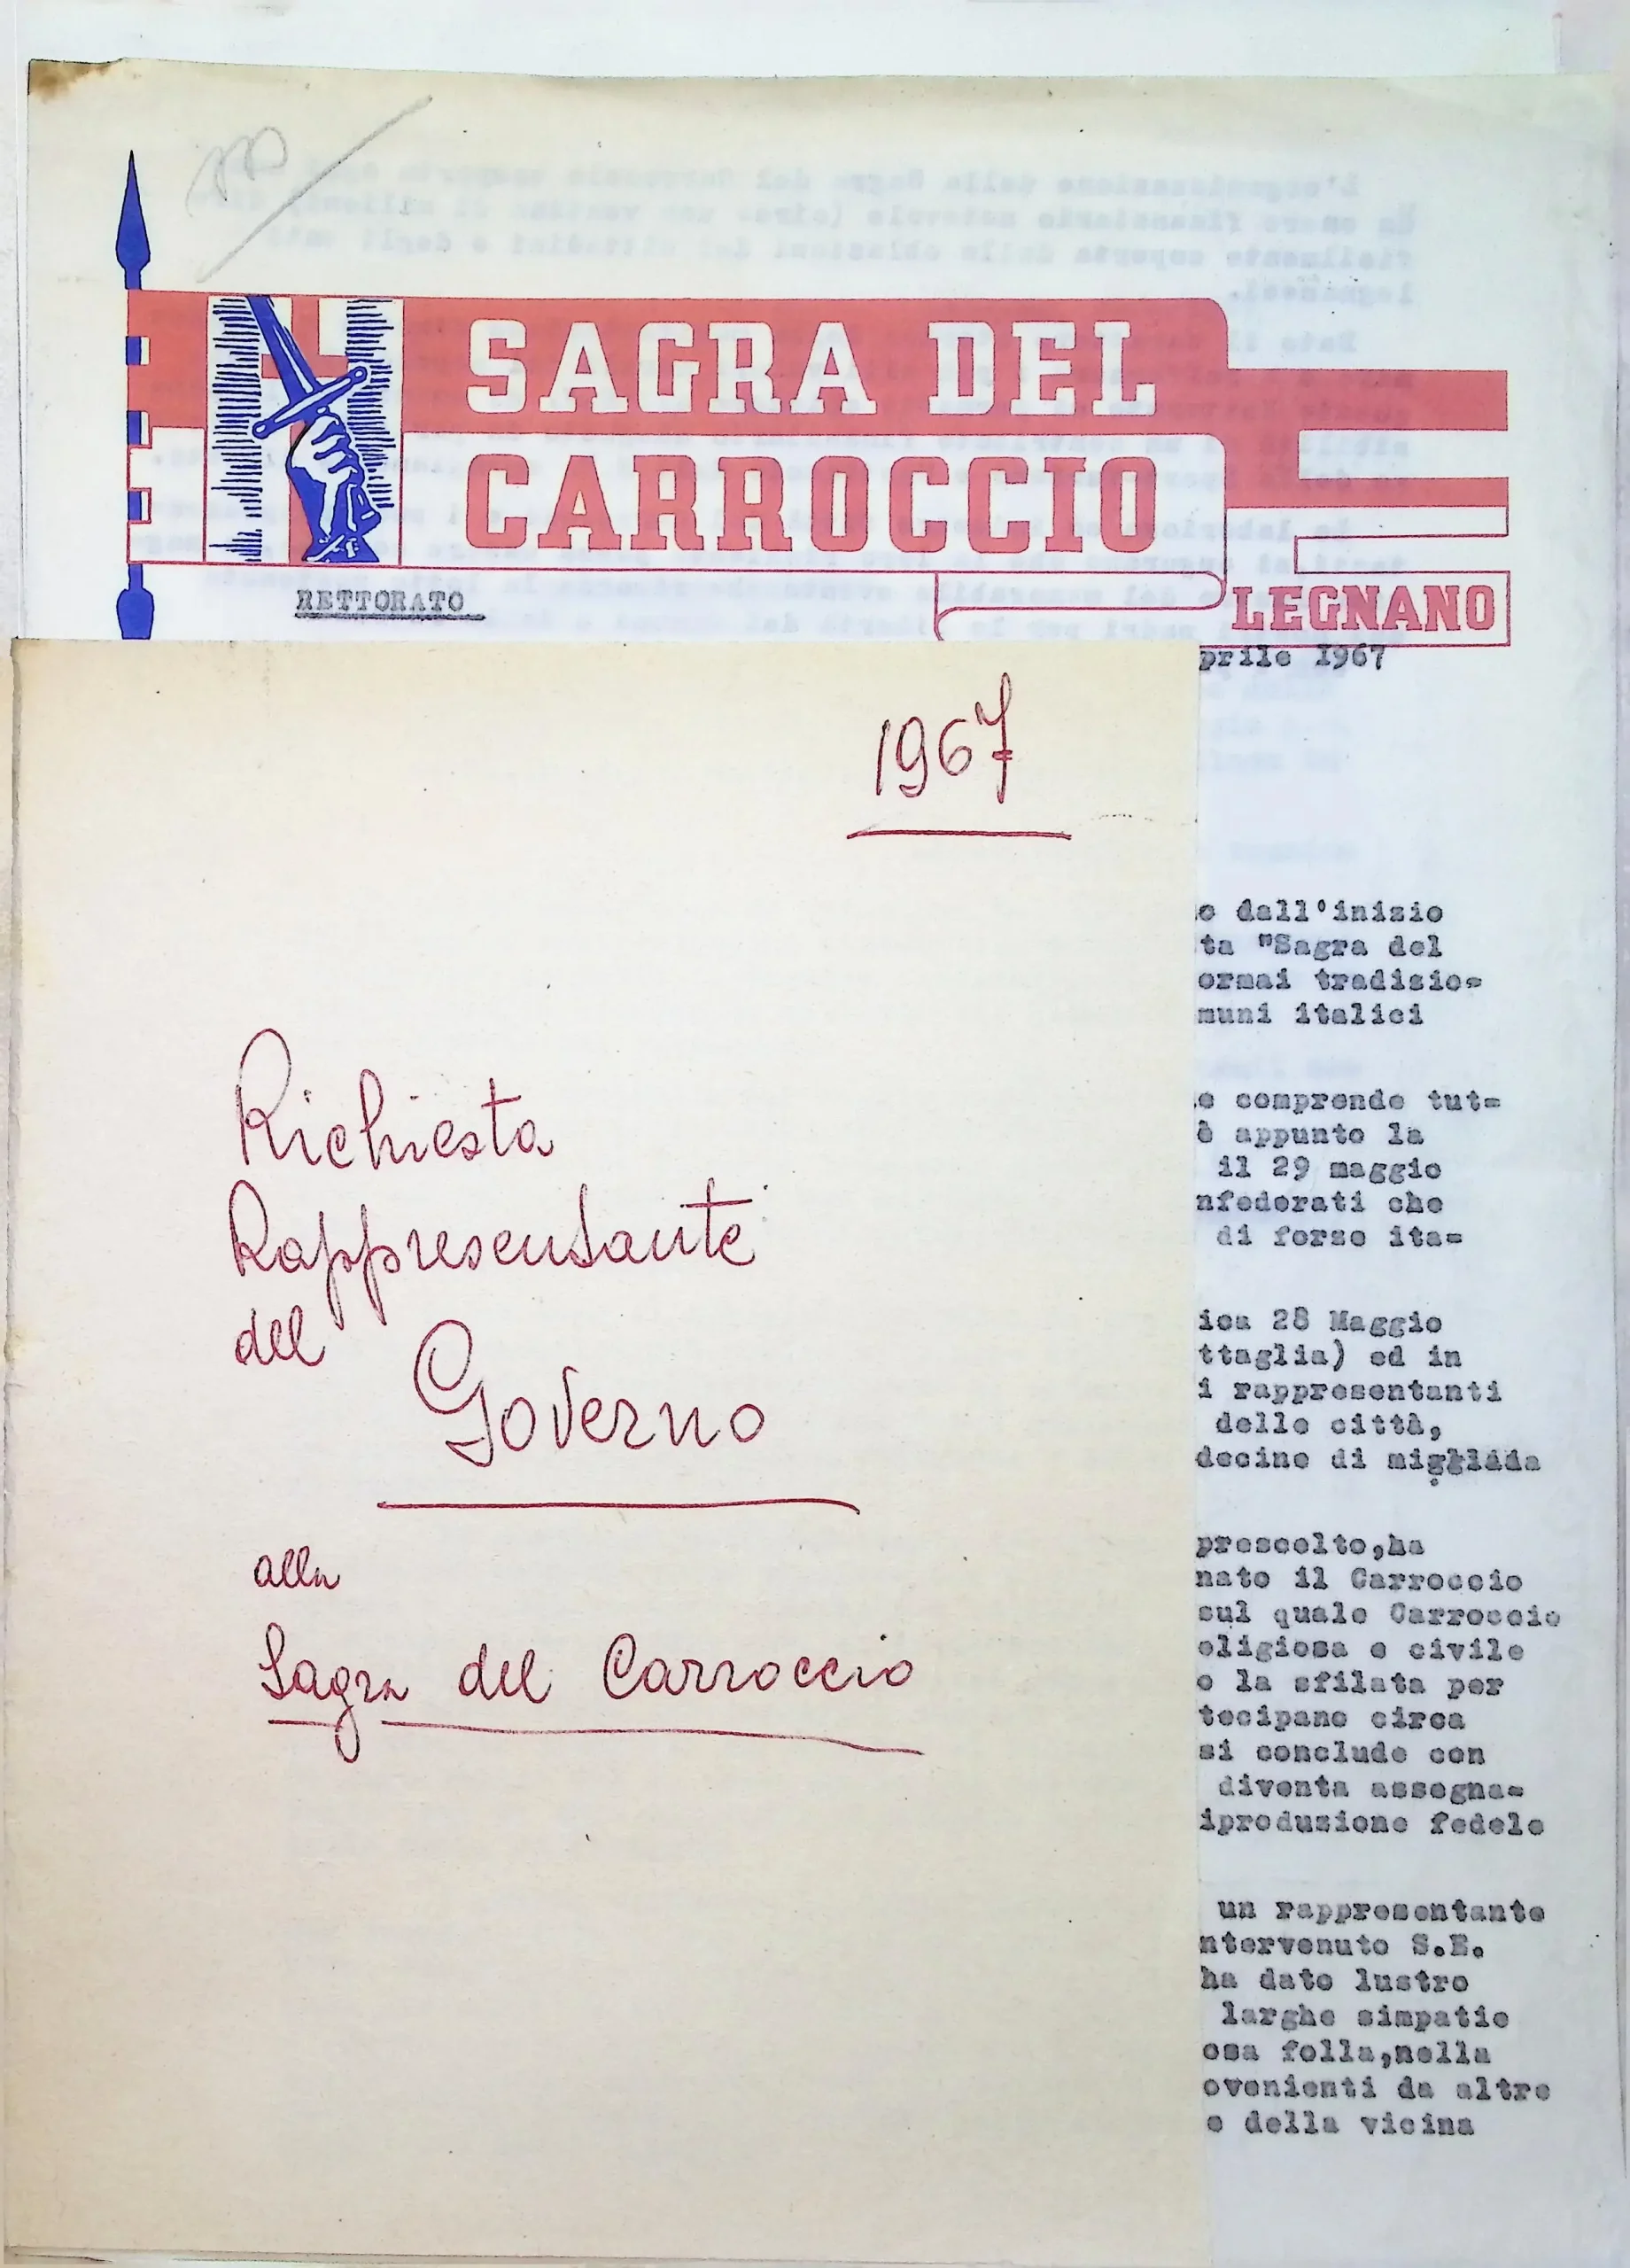 SAGRA DEL
CARROCCIO
LEGNANO
RETTORATO
prile 1967
1967
Richiesta
Rappresentante
del
Governo
alla
Sagra del Carroccio
o dall'inizio
ta "Sagra del
ormai tradizio=
muni italici
e comprende tut=
è appunto la
il 29 maggio
nfederati che
di forze ita=
ica 28 Maggio
ttaglia) ed in
i rappresentanti
delle città,
decine di
prescelto,ha
nato il Carroccio
sul quale Carroccio
eligiosa e civile
o la sfilata per
tecipano circa
si conclude con
diventa assegna=
iproduzione fedele
un rappresentante
ntervenuto S.E.
ha dato lustro
larghe simpatie
osa folla,nella
ovenienti da altre
e della vicina